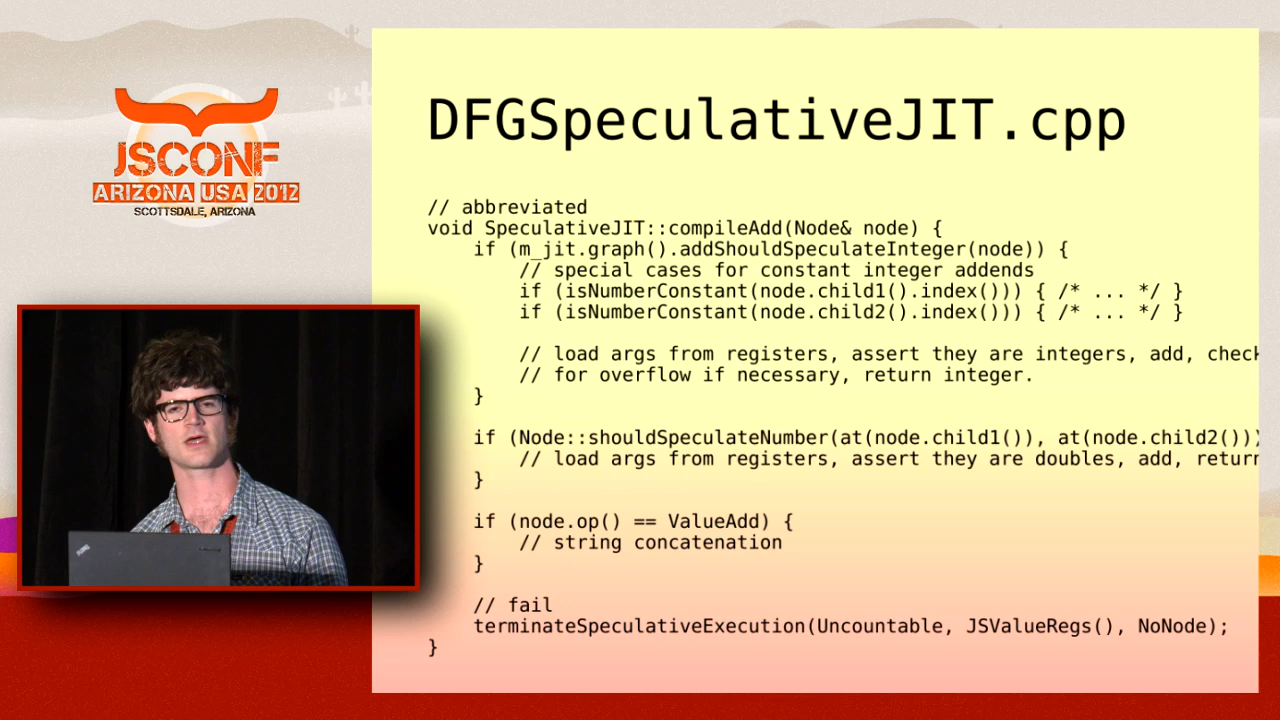 JSCONF
ARIZONA USA 2012
SCOTTSDALE, ARIZONA
DFGSpeculativeJIT.cpp
// abbreviated
void SpeculativeJIT::compileAdd(Node& node) {
    if (m_jit.graph().addShouldSpeculateInteger(node)) {
        // special cases for constant integer addends
        if (isNumberConstant(node.child1().index())) { /* ... */ }
        if (isNumberConstant(node.child2().index())) { /* ... */ }
        // load args from registers, assert they are integers, add, check
        // for overflow if necessary, return integer.
    }
    if (Node::shouldSpeculateNumber(at(node.child1()), at(node.child2()))
        // load args from registers, assert they are doubles, add, return
    }
    if (node.op() == ValueAdd) {
        // string concatenation
    }
    // fail
    terminateSpeculativeExecution(Uncountable, JSValueRegs(), NoNode);
}